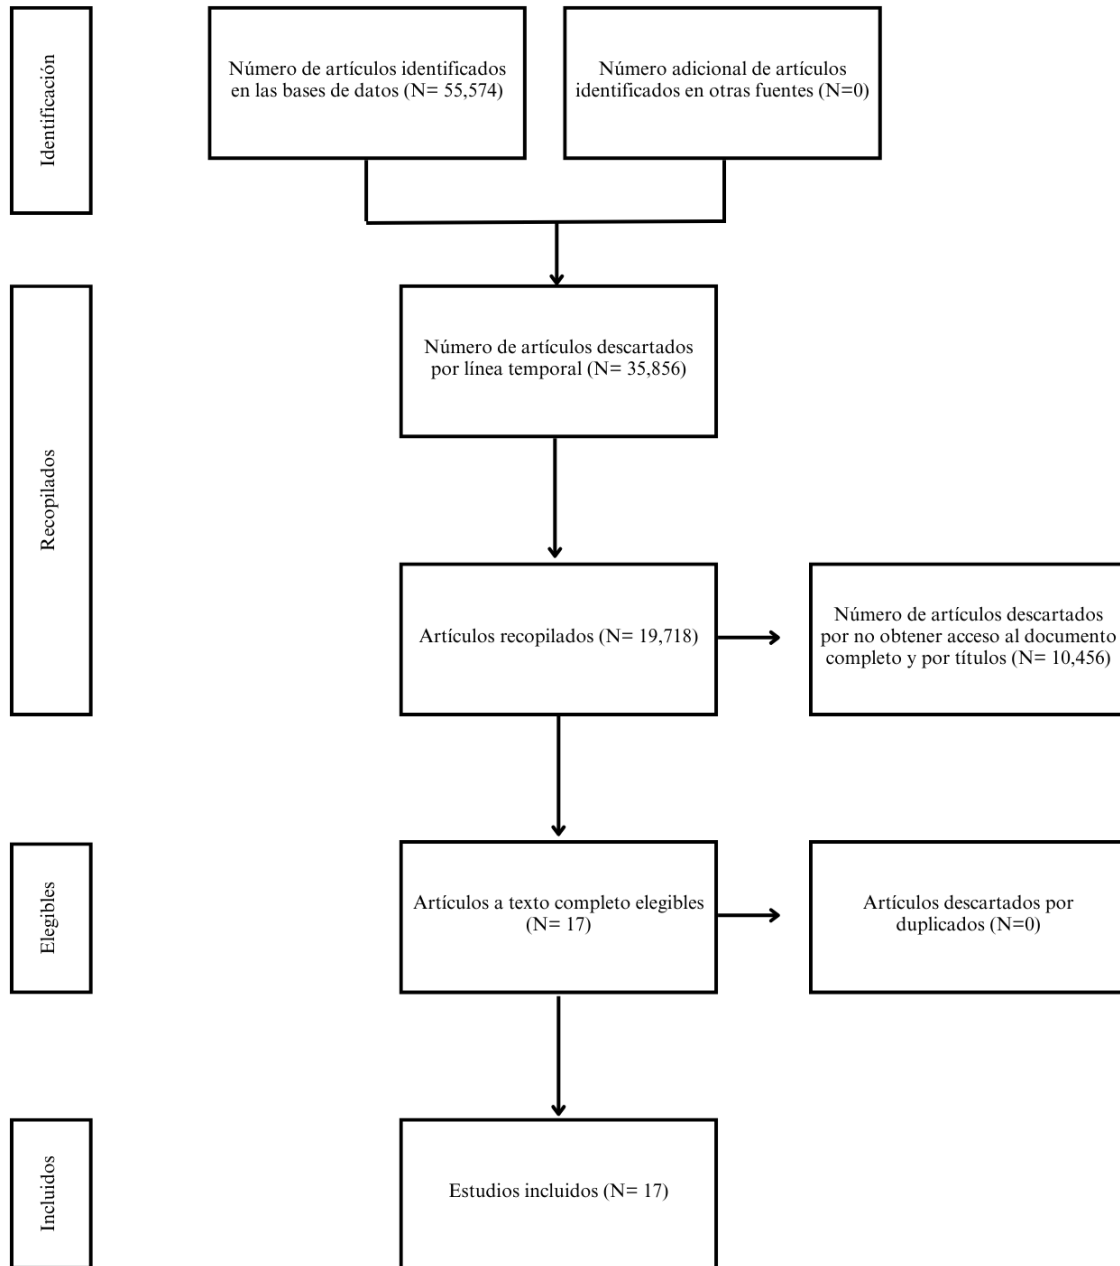 Identificación
Número de artículos identificados
en las bases de datos (N= 55,574)
Número adicional de artículos
identificados en otras fuentes (N=0)
Recopilados
Número de artículos descartados
por línea temporal (N= 35,856)
Artículos recopilados (N= 19,718)
Número de artículos descartados
por no obtener acceso al documento
completo y por títulos (N= 10,456)
Elegibles
Artículos a texto completo elegibles
(N= 17)
Artículos descartados por
duplicados (N=0)
Incluidos
Estudios incluidos (N= 17)